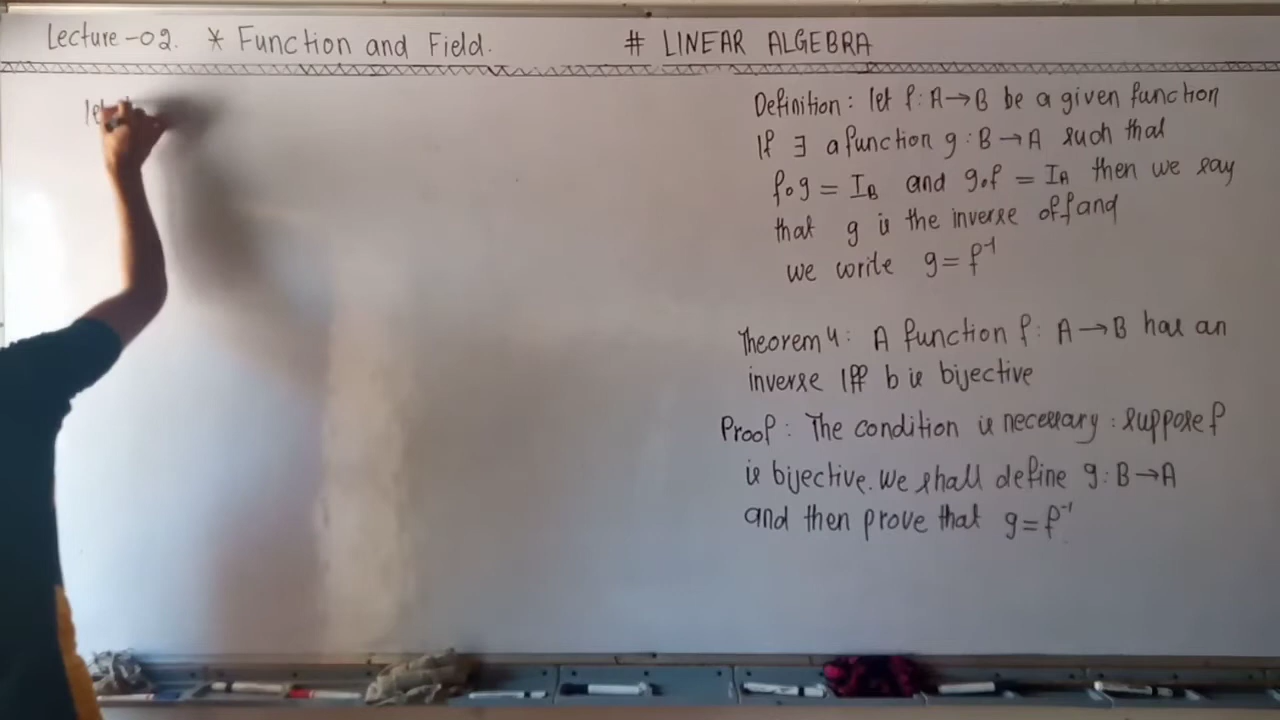 Lecture-02. * Function and Field. # LINEAR ALGEBRA
let
Definition: let f: A→B be a given function
If ∃ a function g: B→A such that
fog = I_B and gof = I_A then we say
that g is the inverse of f and
we write g = f⁻¹
Theorem 4: A function f: A→B has an
inverse iff b is bijective
Proof: The condition is necessary: suppose f
is bijective. We shall define g: B→A
and then prove that g = f⁻¹